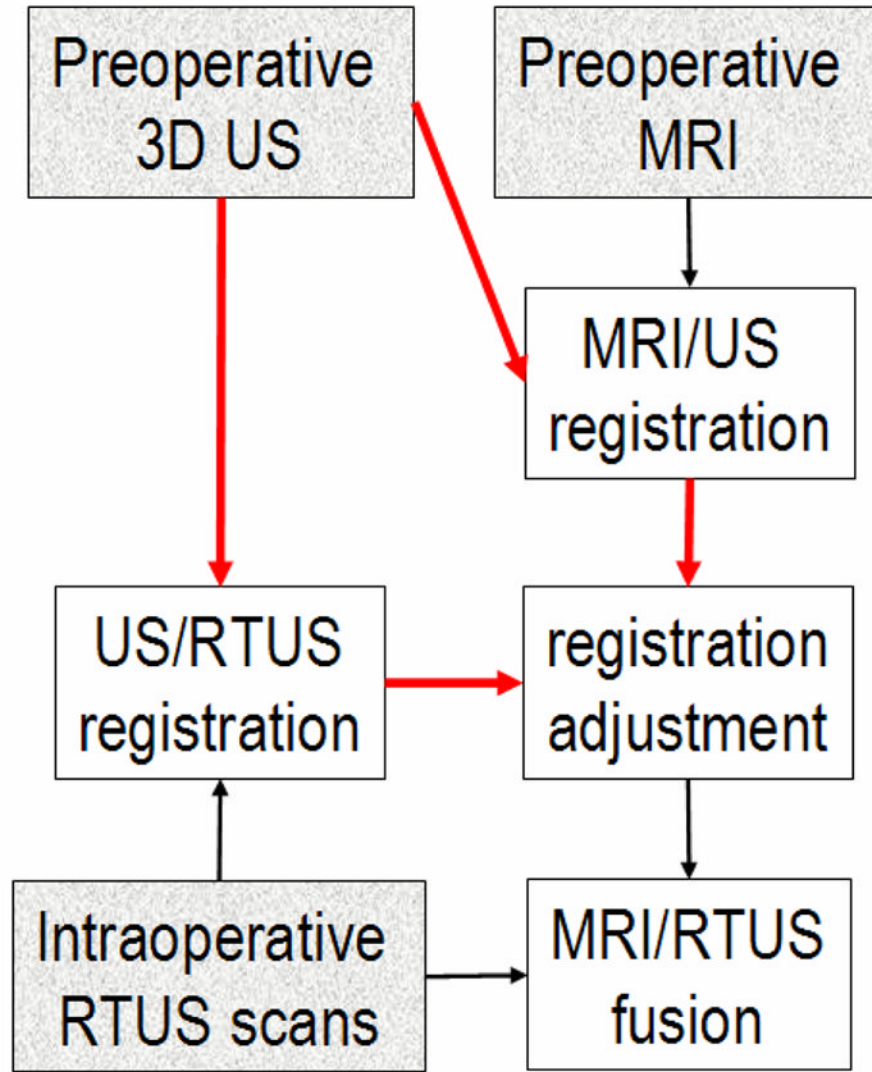 Preoperative
3D US
Preoperative
MRI
MRI/US
registration
US/RTUS
registration
registration
adjustment
Intraoperative
RTUS scans
MRI/RTUS
fusion